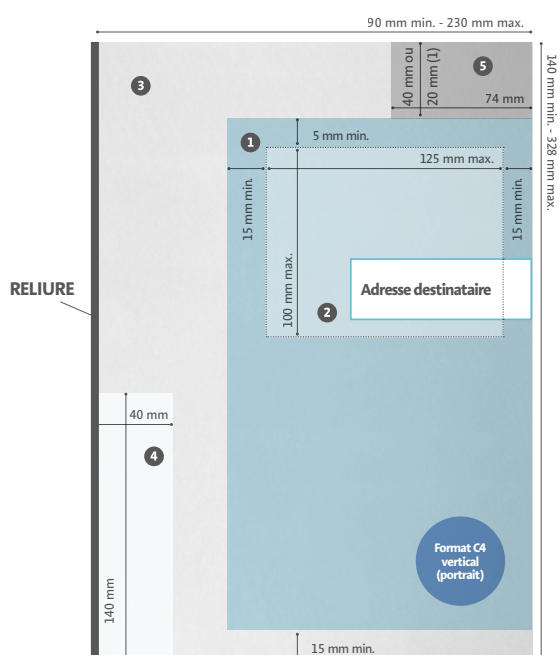 90 mm min. - 230 mm max.
140 mm min. - 328 mm max.
3
5
40 mm ou
20 mm (1)
74 mm
1
5 mm min.
125 mm max.
15 mm min.
15 mm min.
RELIURE
Adresse destinataire
100 mm max.
2
40 mm
4
Format C4
vertical
(portrait)
140 mm
15 mm min.